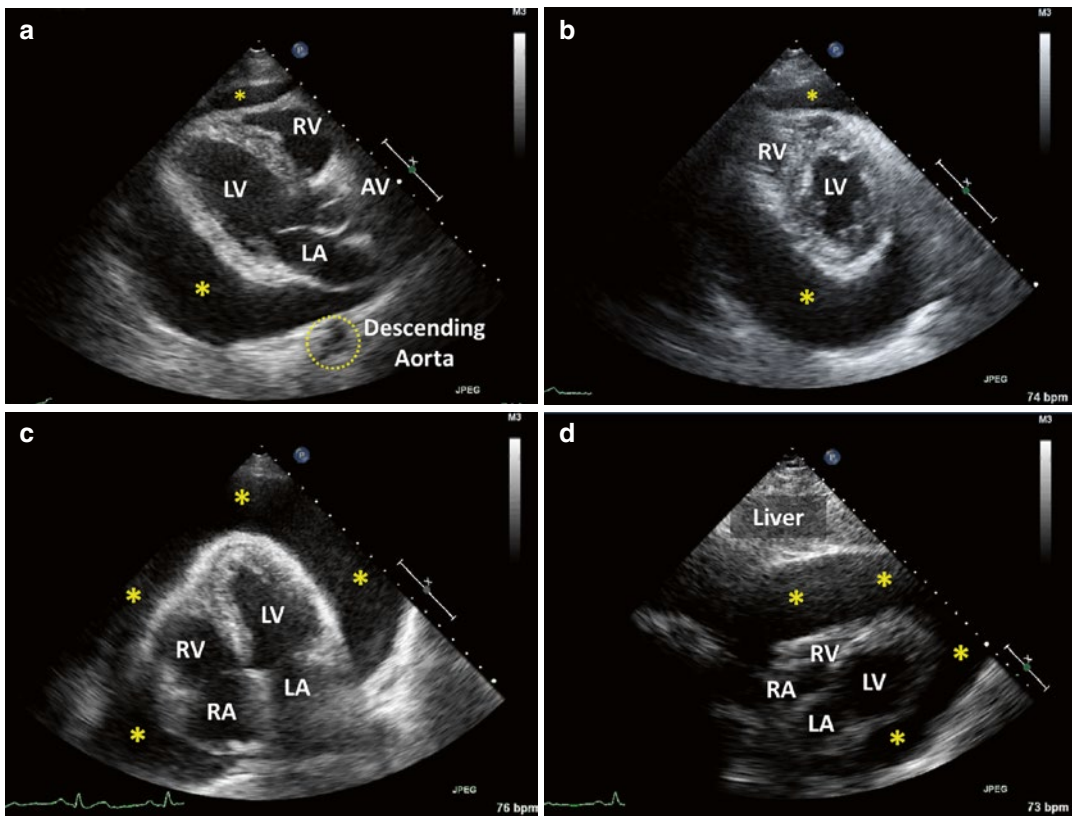 M3
a
P
*
RV
x
LV
AV
LA
*
Descending
Aorta
JPEG
b
P
*
x
RV
LV
*
JPEG
74 bpm
c
P
*
x
*
*
LV
RV
LA
RA
*
JPEG
76 bpm
M3
d
P
Liver
*
*
x
RV
*
LV
RA
LA
*
JPEG
73 bpm
M3